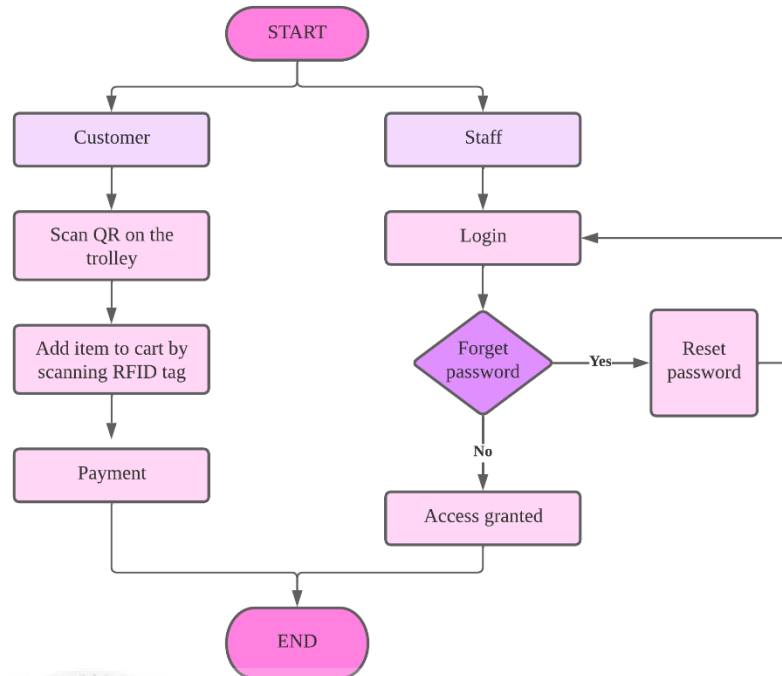 START
Customer
Staff
Scan QR on the
trolley
Login
Add item to cart by
scanning RFID tag
Forget
password
Yes
Reset
password
No
Payment
Access granted
END